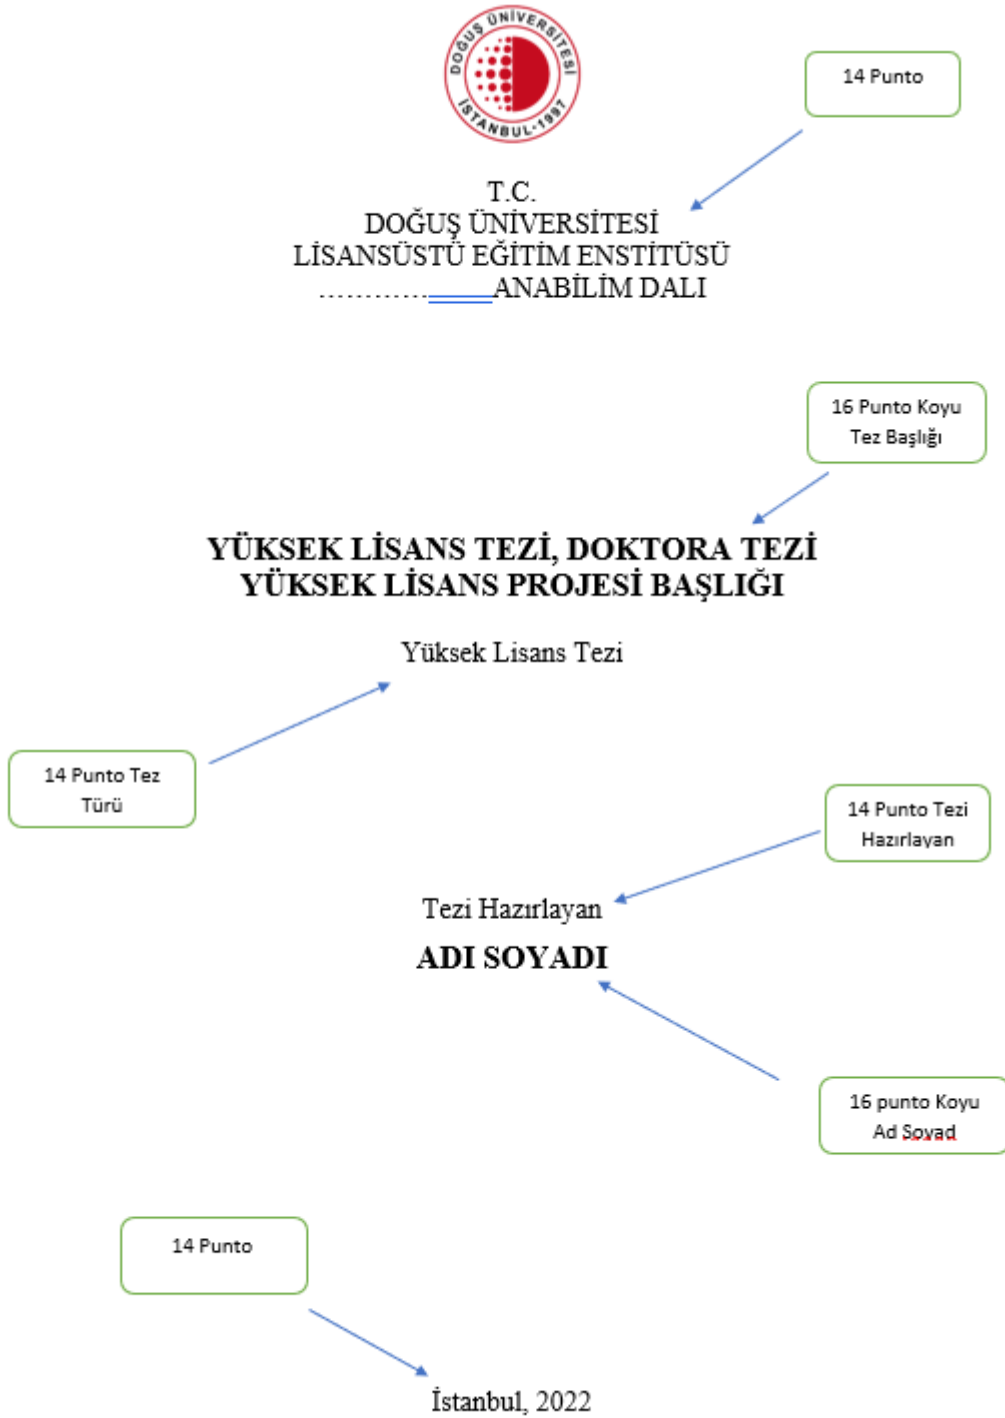 DOĞUŞ ÜNİVERSİTESİ
İSTANBUL-1997
14 Punto
T.C.
DOĞUŞ ÜNİVERSİTESİ
LİSANSÜSTÜ EĞİTİM ENSTİTÜSÜ
....................ANABİLİM DALI
16 Punto Koyu
Tez Başlığı
YÜKSEK LİSANS TEZİ, DOKTORA TEZİ
YÜKSEK LİSANS PROJESİ BAŞLIĞI
Yüksek Lisans Tezi
14 Punto Tez
Türü
14 Punto Tezi
Hazırlayan
Tezi Hazırlayan
ADI SOYADI
16 punto Koyu
Ad Soyad
14 Punto
İstanbul, 2022